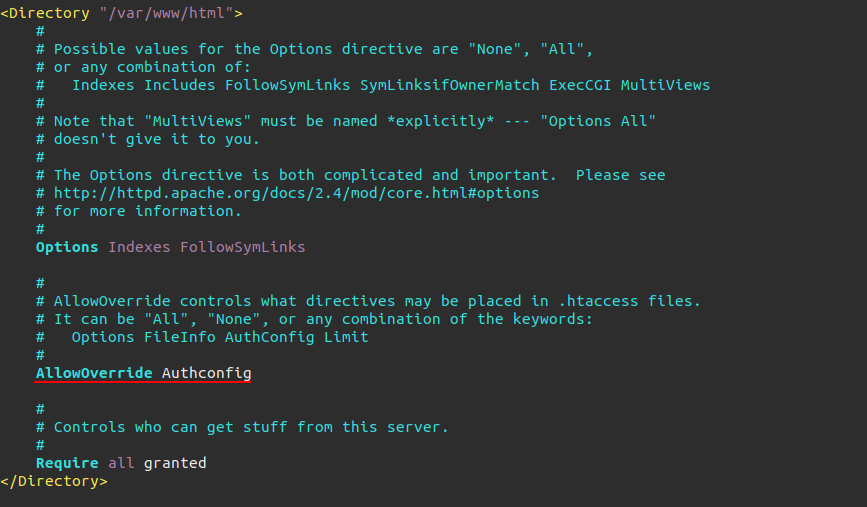 <Directory "/var/www/html">
#
# Possible values for the Options directive are "None", "All",
# or any combination of:
#   Indexes Includes FollowSymLinks SymLinksifOwnerMatch ExecCGI MultiViews
#
# Note that "MultiViews" must be named *explicitly* --- "Options All"
# doesn't give it to you.
#
# The Options directive is both complicated and important.  Please see
# http://httpd.apache.org/docs/2.4/mod/core.html#options
# for more information.
#
Options Indexes FollowSymLinks
#
# AllowOverride controls what directives may be placed in .htaccess files.
# It can be "All", "None", or any combination of the keywords:
#   Options FileInfo AuthConfig Limit
#
AllowOverride Authconfig
#
# Controls who can get stuff from this server.
#
Require all granted
</Directory>